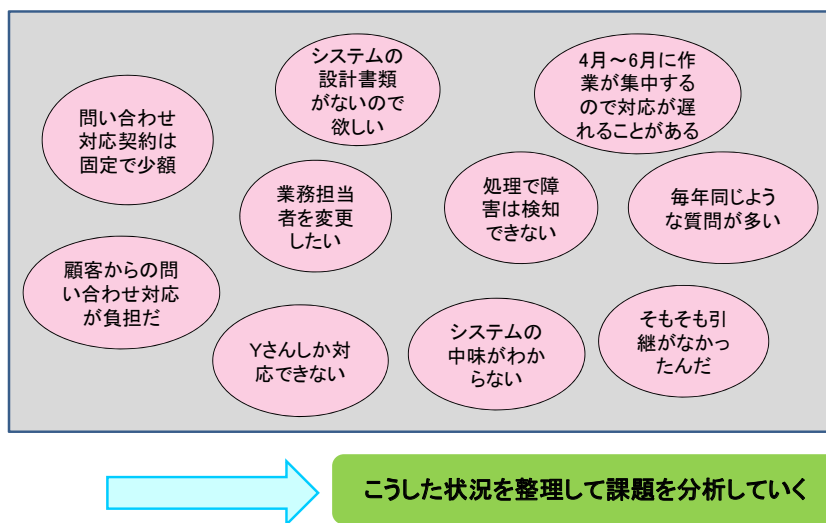 システムの
設計書類
がないので
欲しい
4月～6月に作
業が集中する
ので対応が遅
れることがある
問い合わせ
対応契約は
固定で少額
業務担当
者を変更
したい
処理で障
害は検知
できない
毎年同じよう
な質問が多い
顧客からの問
い合わせ対応
が負担だ
Yさんしか対
応できない
システムの
中味がわか
らない
そもそも引
継がなかっ
たんだ
こうした状況を整理して課題を分析していく